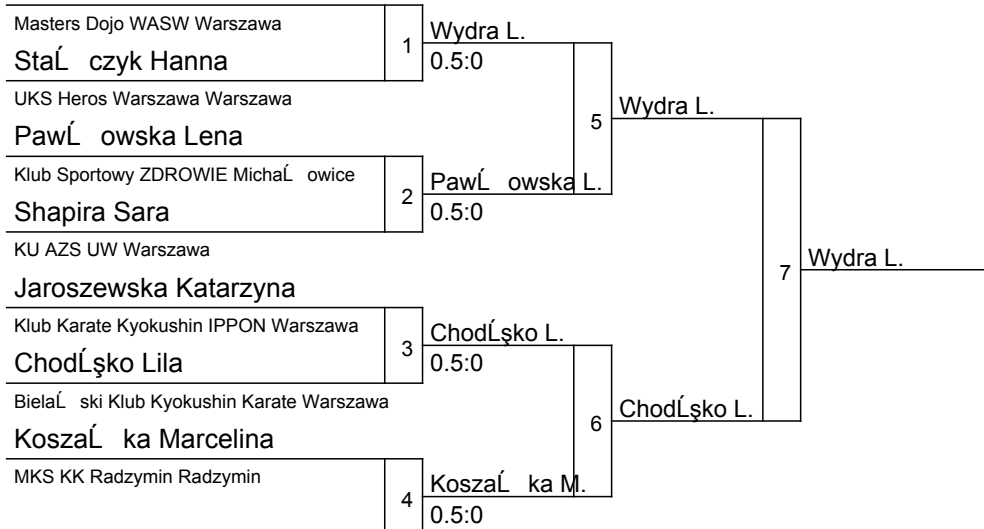 Masters Dojo WASW Warszawa
StaĹ czyk Hanna
UKS Heros Warszawa Warszawa
PawĹ owska Lena
Klub Sportowy ZDROWIE MichaĹ owice
Shapira Sara
KU AZS UW Warszawa
Jaroszewska Katarzyna
Klub Karate Kyokushin IPPON Warszawa
ChodĹşko Lila
BielaĹ ski Klub Kyokushin Karate Warszawa
KoszaĹ ka Marcelina
MKS KK Radzymin Radzymin
1
Wydra L.
0.5:0
2
PawĹ owska L.
0.5:0
3
ChodĹşko L.
0.5:0
4
KoszaĹ ka M.
0.5:0
5
Wydra L.
6
ChodĹşko L.
7
Wydra L.